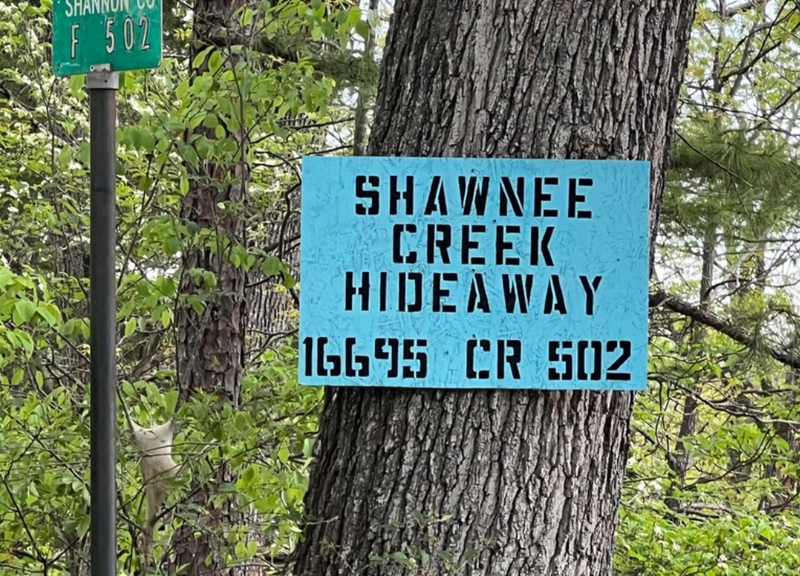 SHANNON CO
F 502
SHAWNEE
CREEK
HIDEAWAY
16695 CR 502